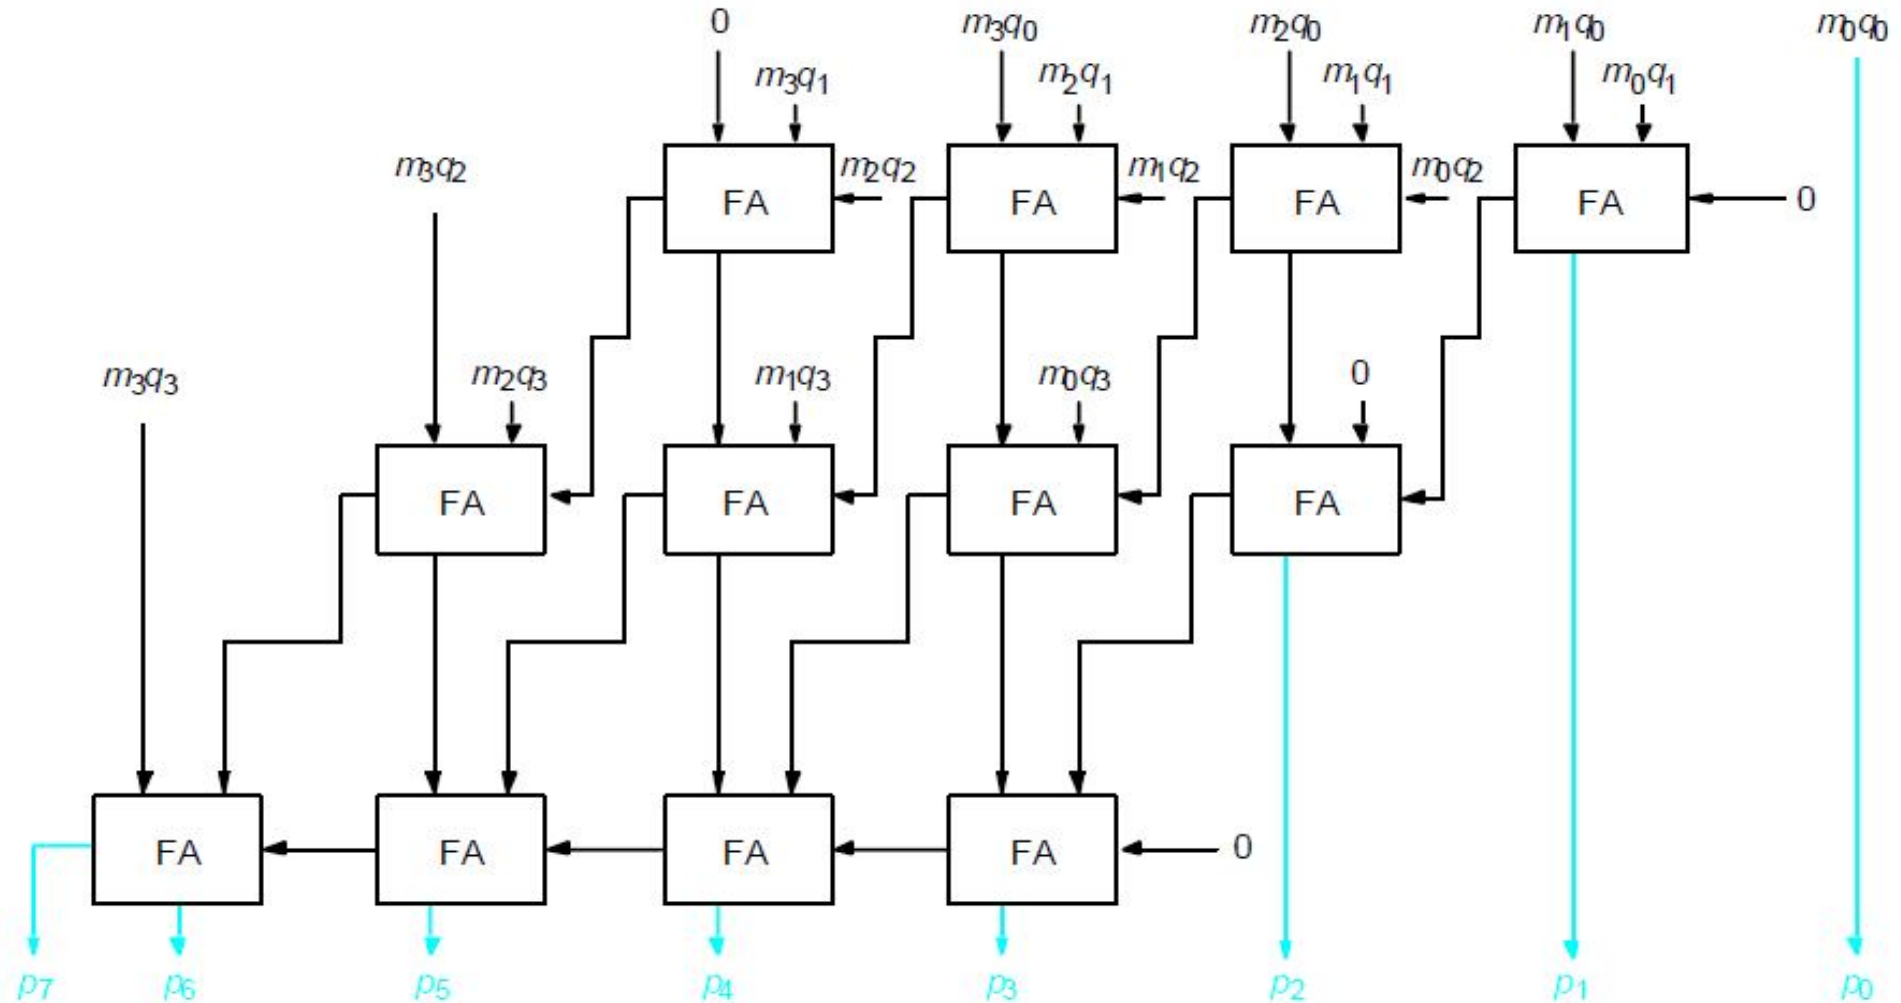 0 m₃q₀ m₂q₀ m₁q₀ m₀q₀
m₃q₁ m₂q₁ m₁q₁ m₀q₁
m₃q₂ m₂q₂ m₁q₂ m₀q₂
FA FA FA FA 0
m₃q₃ m₂q₃ m₁q₃ m₀q₃ 0
FA FA FA FA
FA FA FA FA 0
p₇ p₆ p₅ p₄ p₃ p₂ p₁ p₀